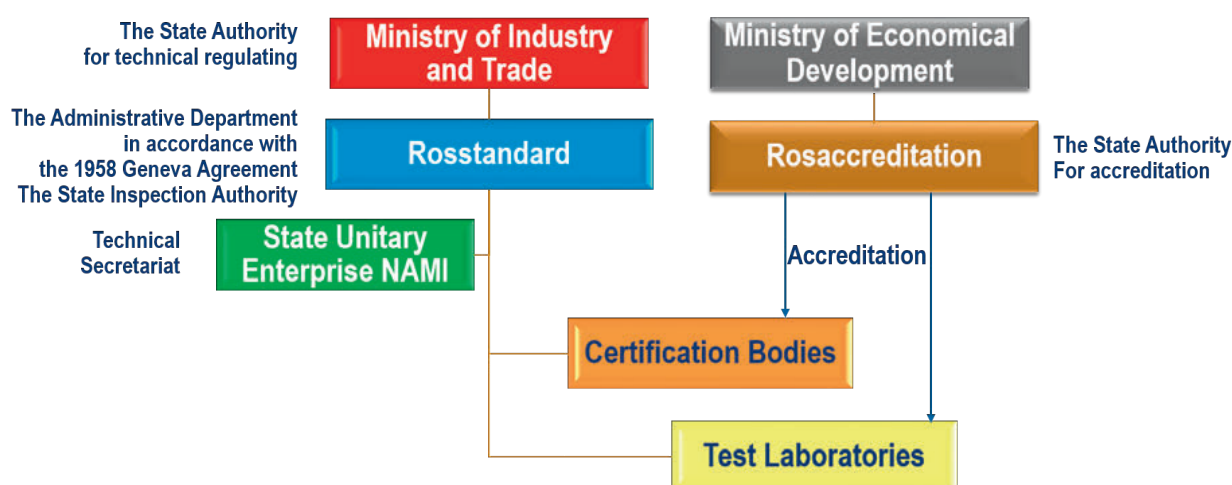 The State Authority
for technical regulating
Ministry of Industry
and Trade
Ministry of Economical
Development
The Administrative Department
in accordance with
the 1958 Geneva Agreement
The State Inspection Authority
Rosstandard
Rosaccreditation
The State Authority
For accreditation
Technical
Secretariat
State Unitary
Enterprise NAMI
Accreditation
Certification Bodies
Test Laboratories